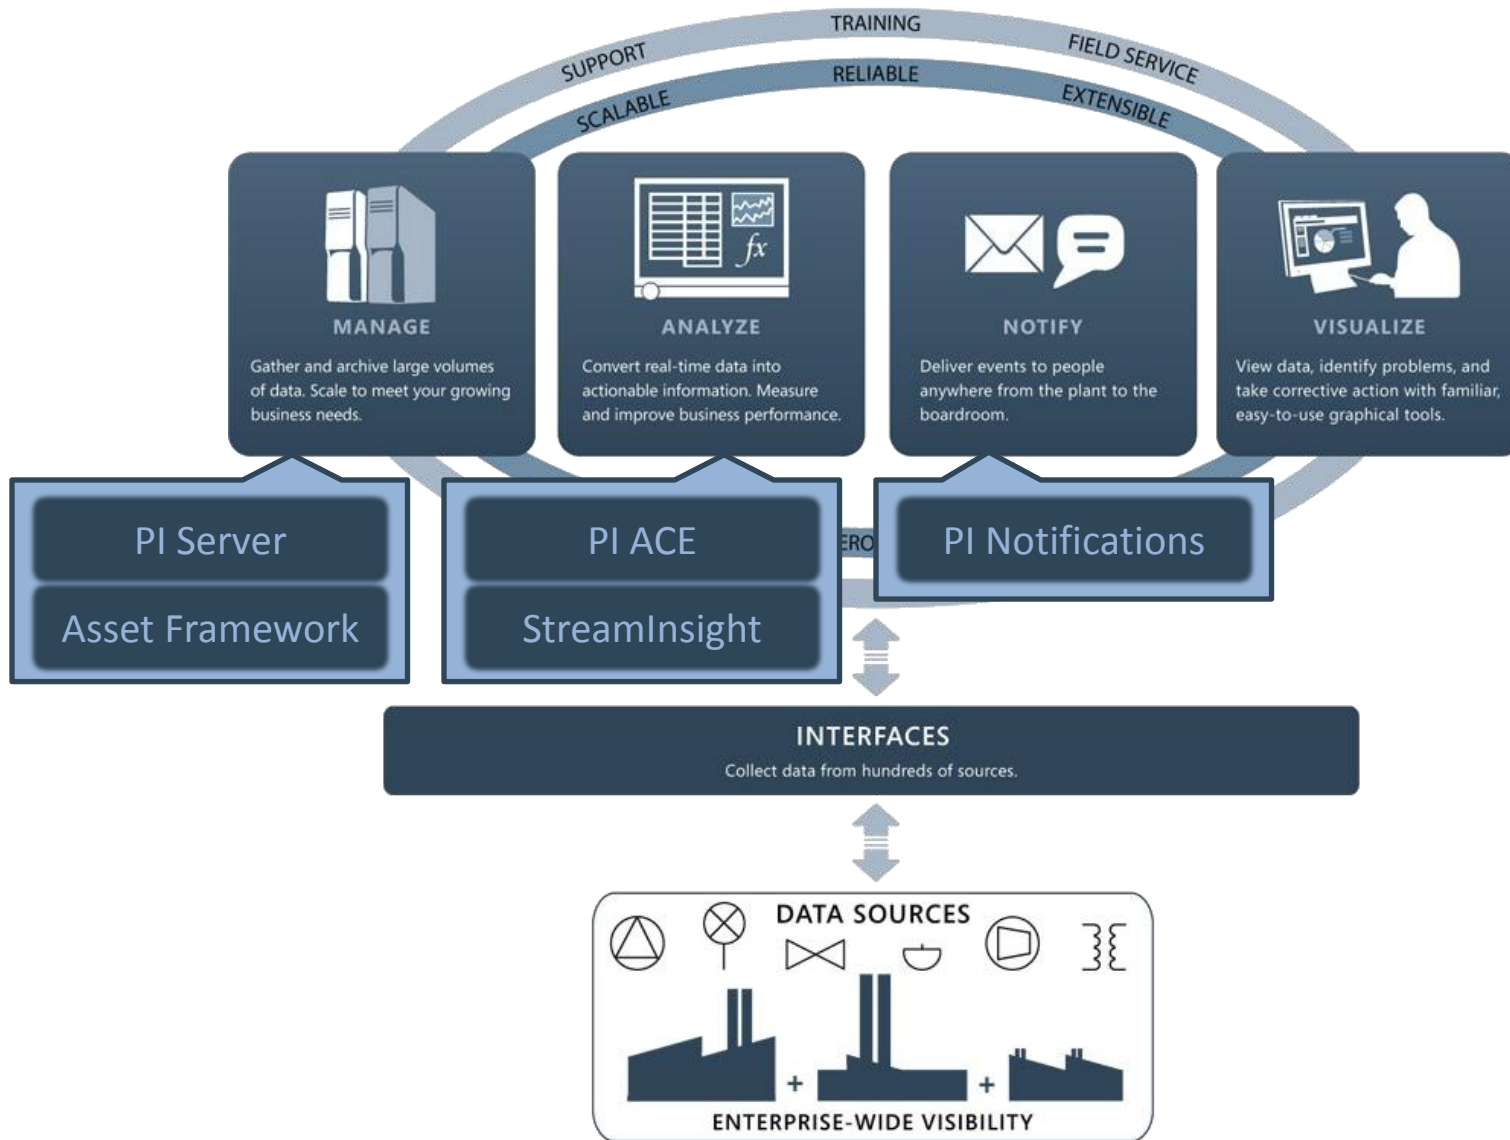 TRAINING
SUPPORT
FIELD SERVICE
RELIABLE
SCALABLE
EXTENSIBLE
fx
MANAGE
Gather and archive large volumes
of data. Scale to meet your growing
business needs.
ANALYZE
Convert real-time data into
actionable information. Measure
and improve business performance.
NOTIFY
Deliver events to people
anywhere from the plant to the
boardroom.
VISUALIZE
View data, identify problems, and
take corrective action with familiar,
easy-to-use graphical tools.
PI Server
Asset Framework
PI ACE
StreamInsight
PI Notifications
INTERFACES
Collect data from hundreds of sources.
DATA SOURCES
+ +
ENTERPRISE-WIDE VISIBILITY